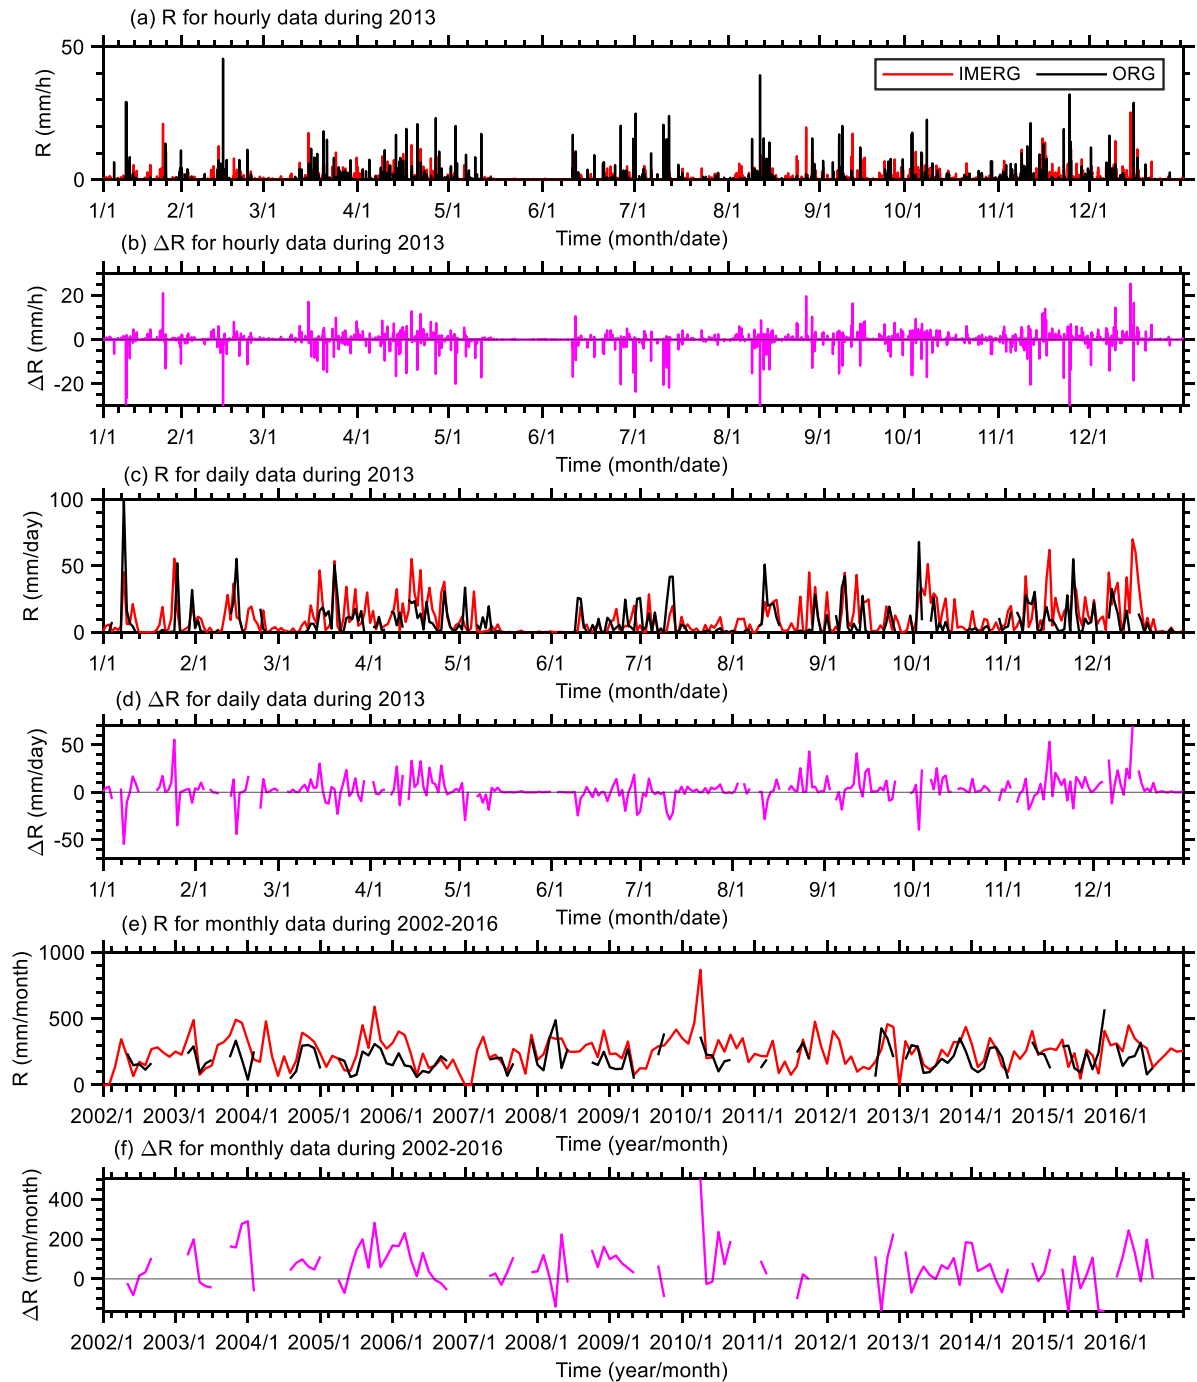 (a) R for hourly data during 2013
50
IMERG
ORG
R (mm/h)
0
1/1 2/1 3/1 4/1 5/1 6/1 7/1 8/1 9/1 10/1 11/1 12/1
Time (month/date)
(b) ΔR for hourly data during 2013
20
0
-20
ΔR (mm/h)
1/1 2/1 3/1 4/1 5/1 6/1 7/1 8/1 9/1 10/1 11/1 12/1
Time (month/date)
(c) R for daily data during 2013
100
50
0
R (mm/day)
1/1 2/1 3/1 4/1 5/1 6/1 7/1 8/1 9/1 10/1 11/1 12/1
Time (month/date)
(d) ΔR for daily data during 2013
50
0
-50
ΔR (mm/day)
1/1 2/1 3/1 4/1 5/1 6/1 7/1 8/1 9/1 10/1 11/1 12/1
Time (month/date)
(e) R for monthly data during 2002-2016
1000
500
0
R (mm/month)
2002/1 2003/1 2004/1 2005/1 2006/1 2007/1 2008/1 2009/1 2010/1 2011/1 2012/1 2013/1 2014/1 2015/1 2016/1
Time (year/month)
(f) ΔR for monthly data during 2002-2016
400
200
0
ΔR (mm/month)
2002/1 2003/1 2004/1 2005/1 2006/1 2007/1 2008/1 2009/1 2010/1 2011/1 2012/1 2013/1 2014/1 2015/1 2016/1
Time (year/month)